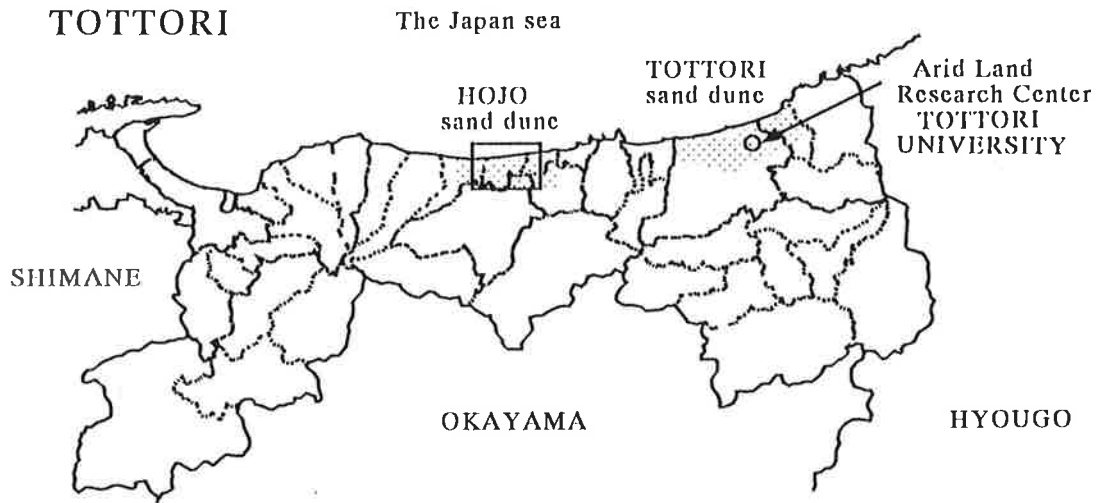 TOTTORI
The Japan sea
HOJO
sand dune
TOTTORI
sand dune
Arid Land
Research Center
TOTTORI
UNIVERSITY
SHIMANE
OKAYAMA
HYOUGO